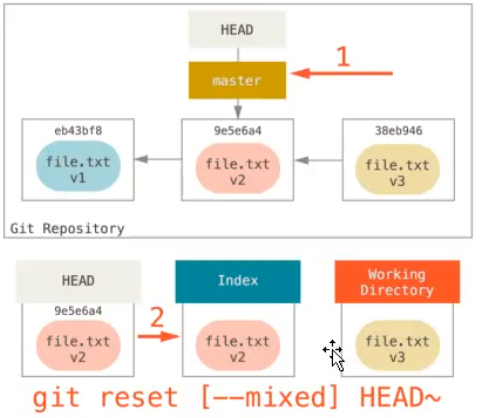 HEAD
master
1
eb43bf8
9e5e6a4
38eb946
file.txt
v1
file.txt
v2
file.txt
v3
Git Repository
HEAD
Index
Working
Directory
9e5e6a4
file.txt
v2
2
file.txt
v2
file.txt
v3
git reset [--mixed] HEAD~